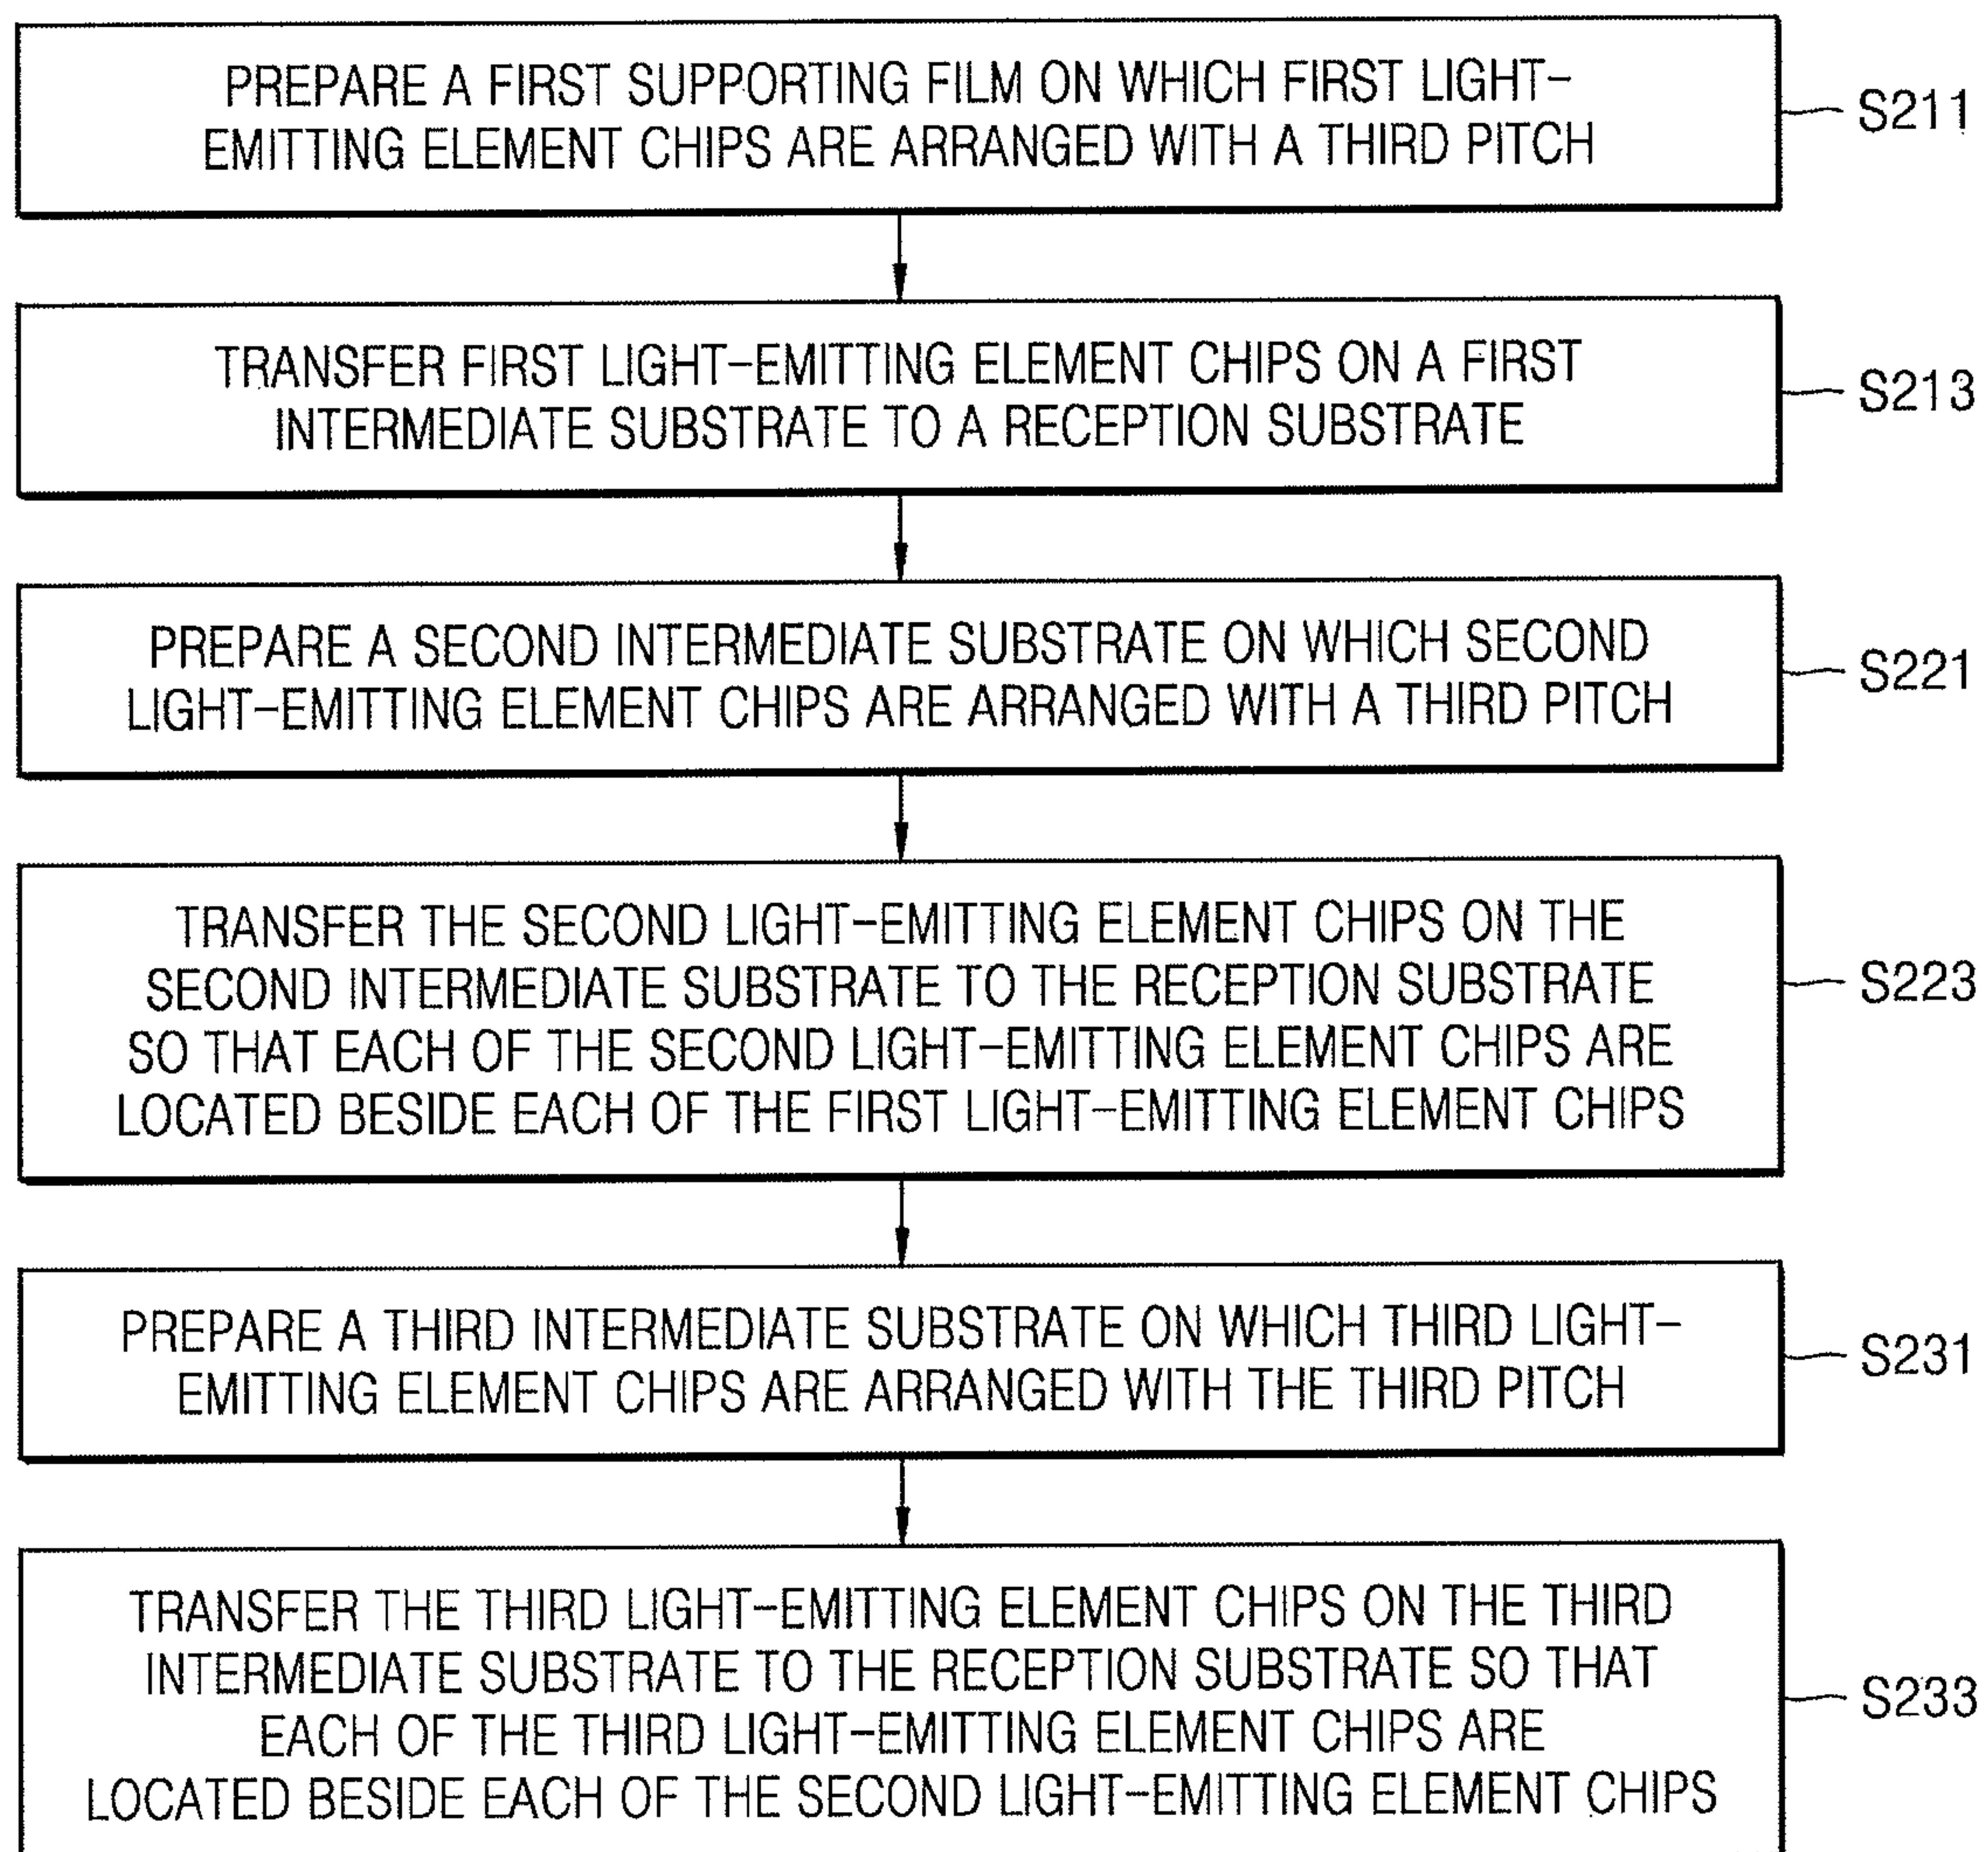 PREPARE A FIRST SUPPORTING FILM ON WHICH FIRST LIGHT-
EMITTING ELEMENT CHIPS ARE ARRANGED WITH A THIRD PITCH
S211
TRANSFER FIRST LIGHT-EMITTING ELEMENT CHIPS ON A FIRST
INTERMEDIATE SUBSTRATE TO A RECEPTION SUBSTRATE
S213
PREPARE A SECOND INTERMEDIATE SUBSTRATE ON WHICH SECOND
LIGHT-EMITTING ELEMENT CHIPS ARE ARRANGED WITH A THIRD PITCH
S221
TRANSFER THE SECOND LIGHT-EMITTING ELEMENT CHIPS ON THE
SECOND INTERMEDIATE SUBSTRATE TO THE RECEPTION SUBSTRATE
SO THAT EACH OF THE SECOND LIGHT-EMITTING ELEMENT CHIPS ARE
LOCATED BESIDE EACH OF THE FIRST LIGHT-EMITTING ELEMENT CHIPS
S223
PREPARE A THIRD INTERMEDIATE SUBSTRATE ON WHICH THIRD LIGHT-
EMITTING ELEMENT CHIPS ARE ARRANGED WITH THE THIRD PITCH
S231
TRANSFER THE THIRD LIGHT-EMITTING ELEMENT CHIPS ON THE THIRD
INTERMEDIATE SUBSTRATE TO THE RECEPTION SUBSTRATE SO THAT
EACH OF THE THIRD LIGHT-EMITTING ELEMENT CHIPS ARE
LOCATED BESIDE EACH OF THE SECOND LIGHT-EMITTING ELEMENT CHIPS
S233